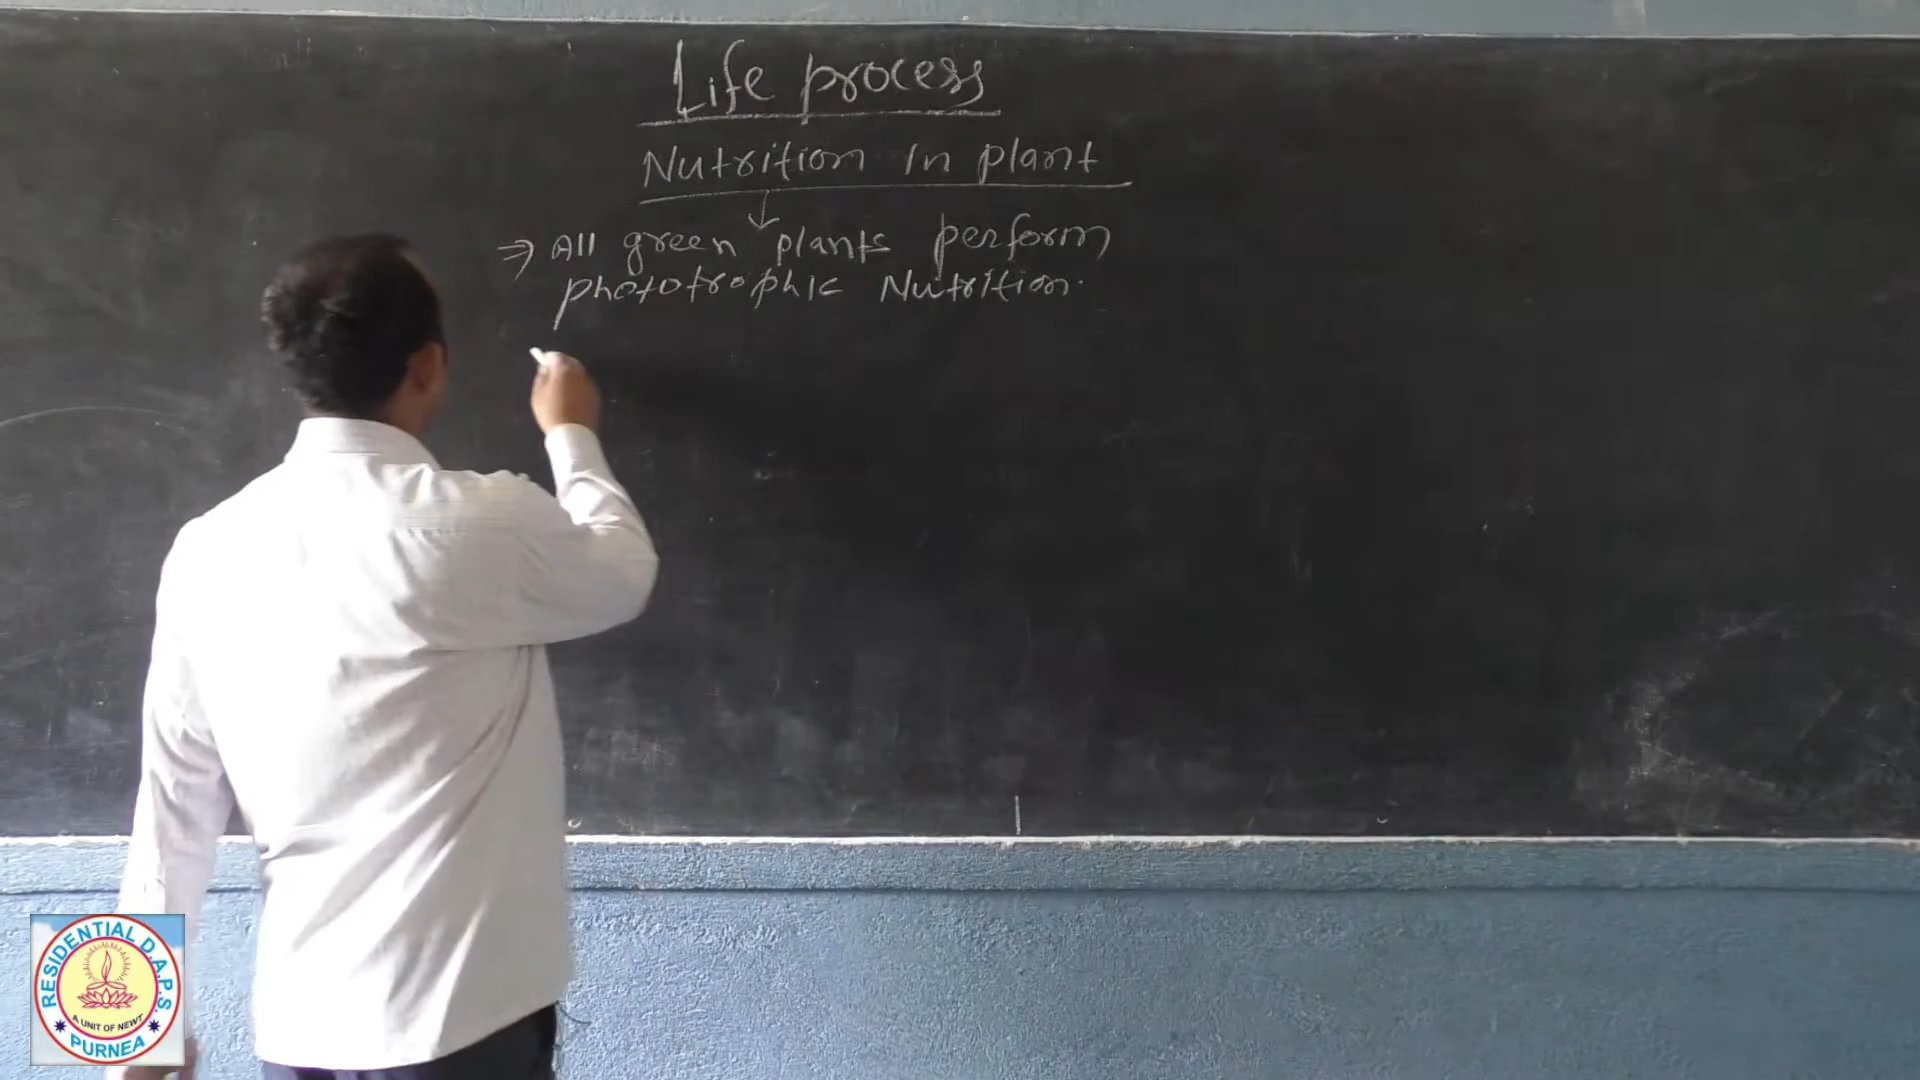 Life process
Nutrition In plant
⇒ All green plants perform
phototrophic Nutrition.
RESIDENTIAL D.A.P.S.
A UNIT OF NEWT
PURNEA